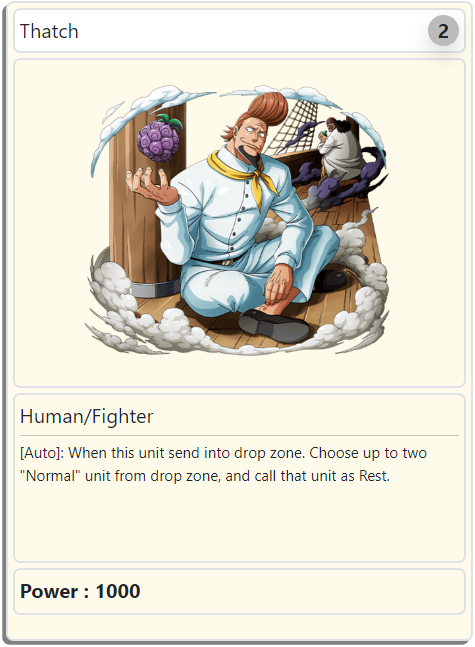 Thatch
2
Human/Fighter
[Auto]: When this unit send into drop zone. Choose up to two
"Normal" unit from drop zone, and call that unit as Rest.
Power : 1000